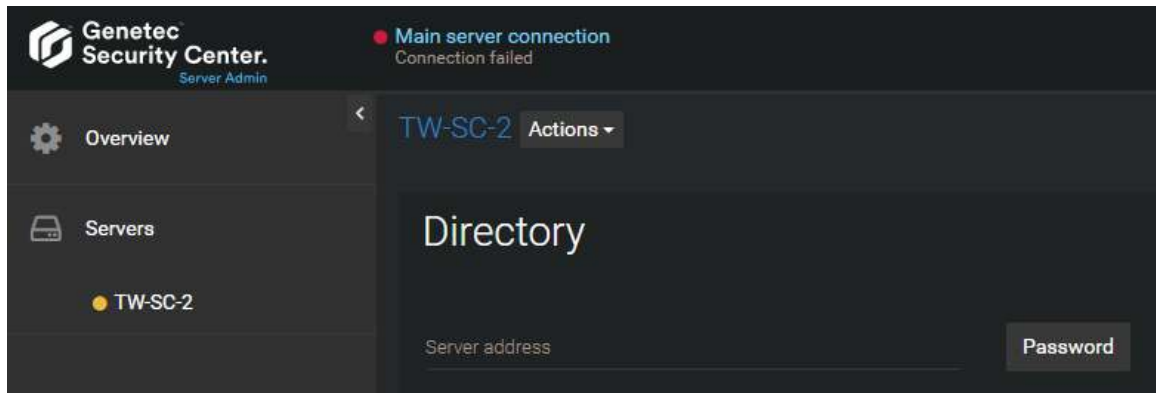 Genetec
Security Center.
Server Admin
Main server connection
Connection failed
Overview
TW-SC-2 Actions
Servers
Directory
TW-SC-2
Server address
Password